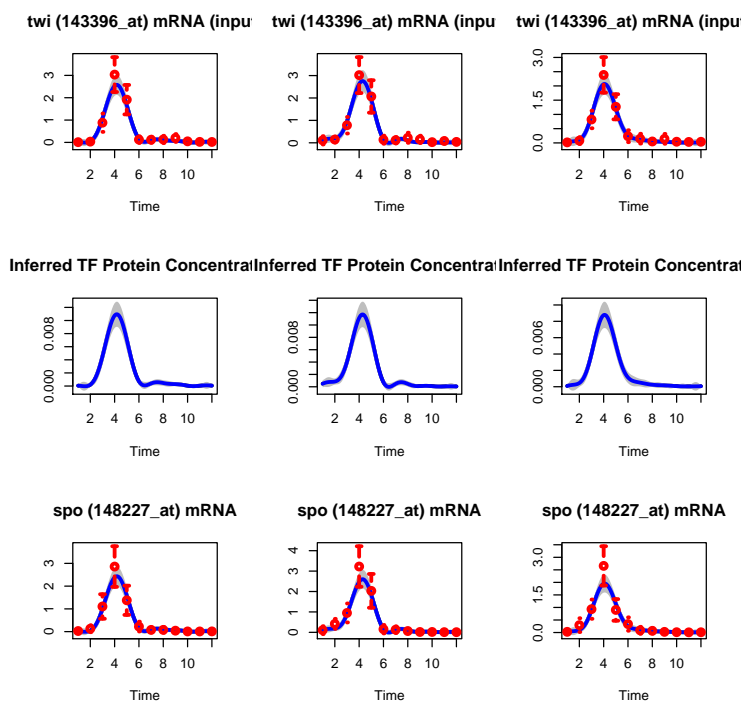 twi (143396_at) mRNA (inpu twi (143396_at) mRNA (inpu twi (143396_at) mRNA (inpu
3
2
1
0
2 4 6 8 10
Time
3
2
1
0
2 4 6 8 10
Time
3.0
1.5
0.0
2 4 6 8 10
Time
Inferred TF Protein Concentrat Inferred TF Protein Concentrat Inferred TF Protein Concentrat
0.008
0.000
2 4 6 8 10
Time
0.008
0.000
2 4 6 8 10
Time
0.006
0.000
2 4 6 8 10
Time
spo (148227_at) mRNA spo (148227_at) mRNA spo (148227_at) mRNA
3
2
1
0
2 4 6 8 10
Time
4
3
2
1
0
2 4 6 8 10
Time
3.0
1.5
0.0
2 4 6 8 10
Time